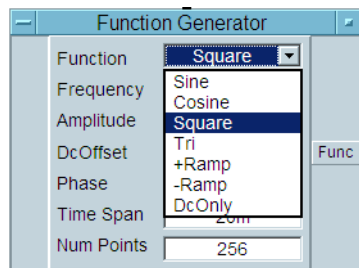 Function Generator
Function Square
Frequency
Amplitude
DcOffset
Phase
Time Span
Num Points 256
Sine
Cosine
Square
Tri
+Ramp
-Ramp
DcOnly
Func